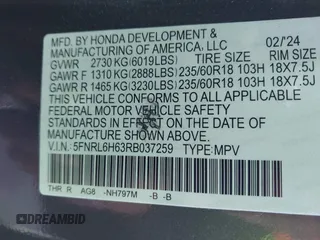 MFD. BY HONDA DEVELOPMENT &
MANUFACTURING OF AMERICA, LLC 02/'24
GVWR 2730 KG(6019LBS) TIRE SIZE RIM SIZE
GAWR F 1310 KG(2888LBS) 235/60R18 103H 18X7.5J
GAWR R 1465 KG(3230LBS) 235/60R18 103H 18X7.5J
THIS VEHICLE CONFORMS TO ALL APPLICABLE
FEDERAL MOTOR VEHICLE SAFETY
STANDARDS IN EFFECT ON THE DATE OF
MANUFACTURE SHOWN ABOVE.
V.I.N.: 5FNRL6H63RB037259 TYPE: MPV
THR R AG6 -NH797M -B -B
DREAMBID